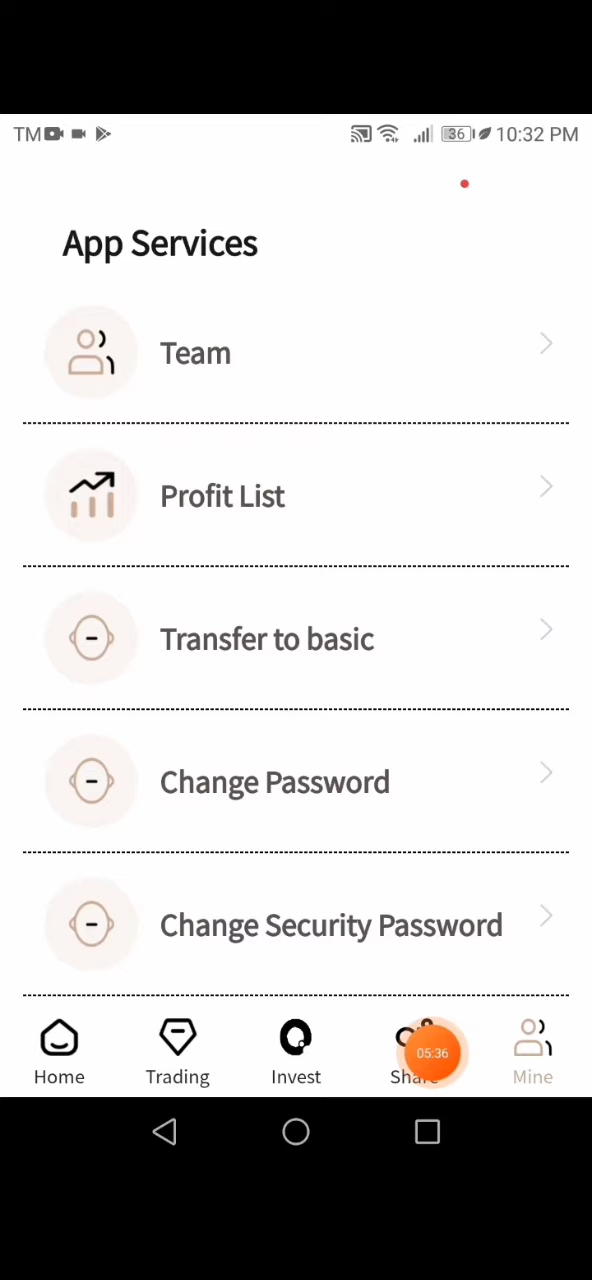 TM 36 10:32 PM
App Services
Team
Profit List
Transfer to basic
Change Password
Change Security Password
05:36
Home Trading Invest Share Mine